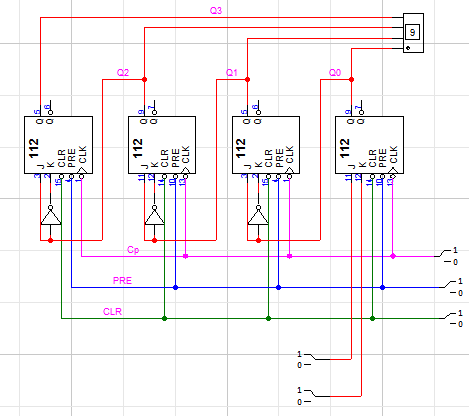 Q3
9
Q2
Q1
Q0
5 6 9 7 5 6 9 7
Q Q Q Q Q Q Q Q
112 112 112 112
J K CLR PRE CLK J K CLR PRE CLK J K CLR PRE CLK J K CLR PRE CLK
3 2 15 4 1 11 12 14 10 13 3 2 15 4 1 11 12 14 10 13
Cp
1
0
PRE
1
0
CLR
1
0
1
0
1
0